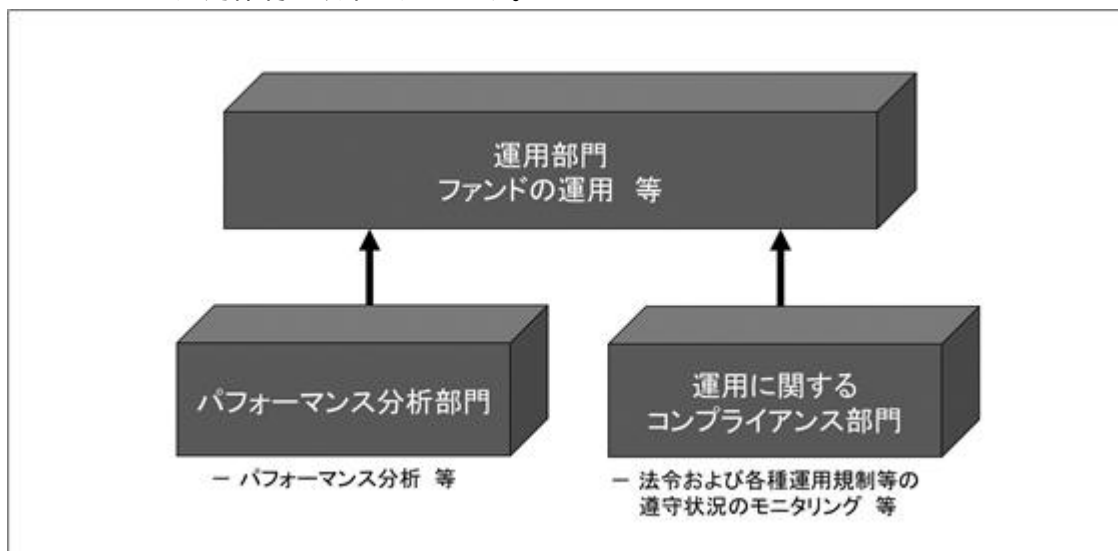 運用部門
ファンドの運用 等
パフォーマンス分析部門
－ パフォーマンス分析 等
運用に関する
コンプライアンス部門
－ 法令および各種運用規制等の
遵守状況のモニタリング 等